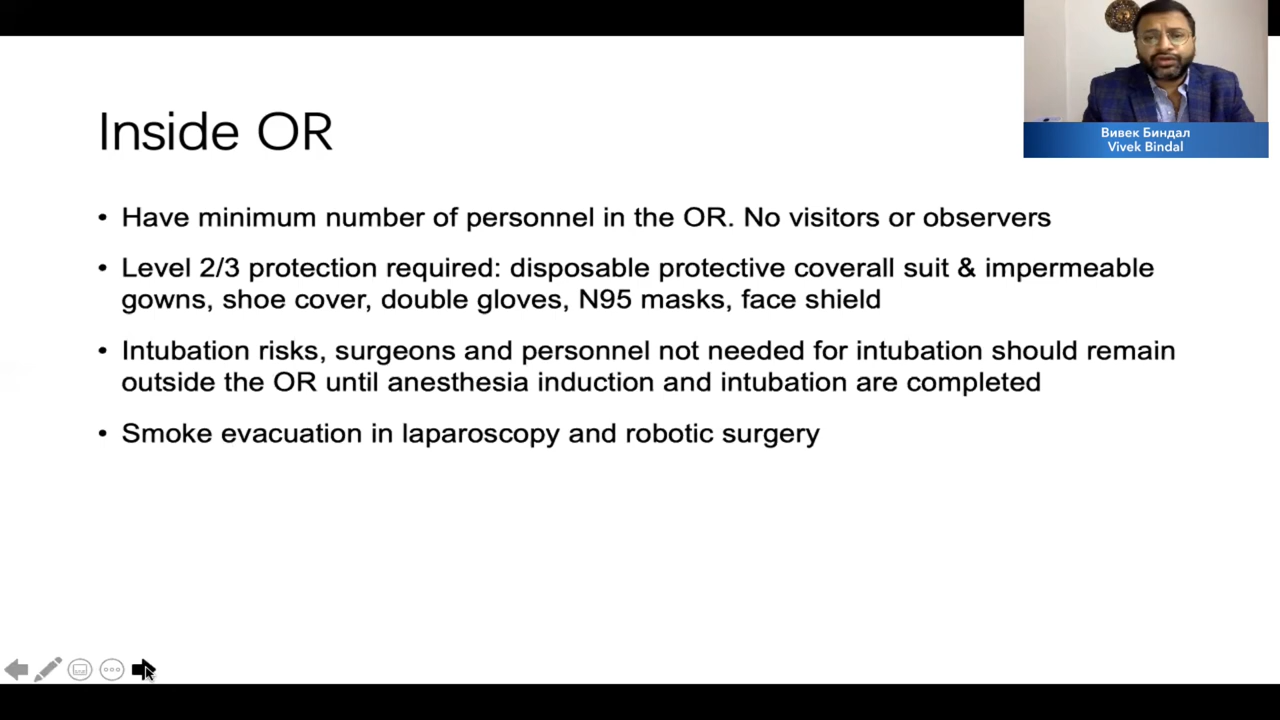 Вивек Биндал
Vivek Bindal
Inside OR
• Have minimum number of personnel in the OR. No visitors or observers
• Level 2/3 protection required: disposable protective coverall suit & impermeable
gowns, shoe cover, double gloves, N95 masks, face shield
• Intubation risks, surgeons and personnel not needed for intubation should remain
outside the OR until anesthesia induction and intubation are completed
• Smoke evacuation in laparoscopy and robotic surgery